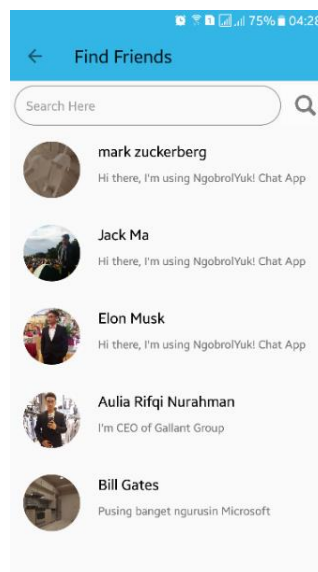 75% 04:28
Find Friends
Search Here
mark zuckerberg
Hi there, I'm using NgobrolYuk! Chat App
Jack Ma
Hi there, I'm using NgobrolYuk! Chat App
Elon Musk
Hi there, I'm using NgobrolYuk! Chat App
Aulia Rifqi Nurahman
I'm CEO of Gallant Group
Bill Gates
Pusing banget ngurusin Microsoft